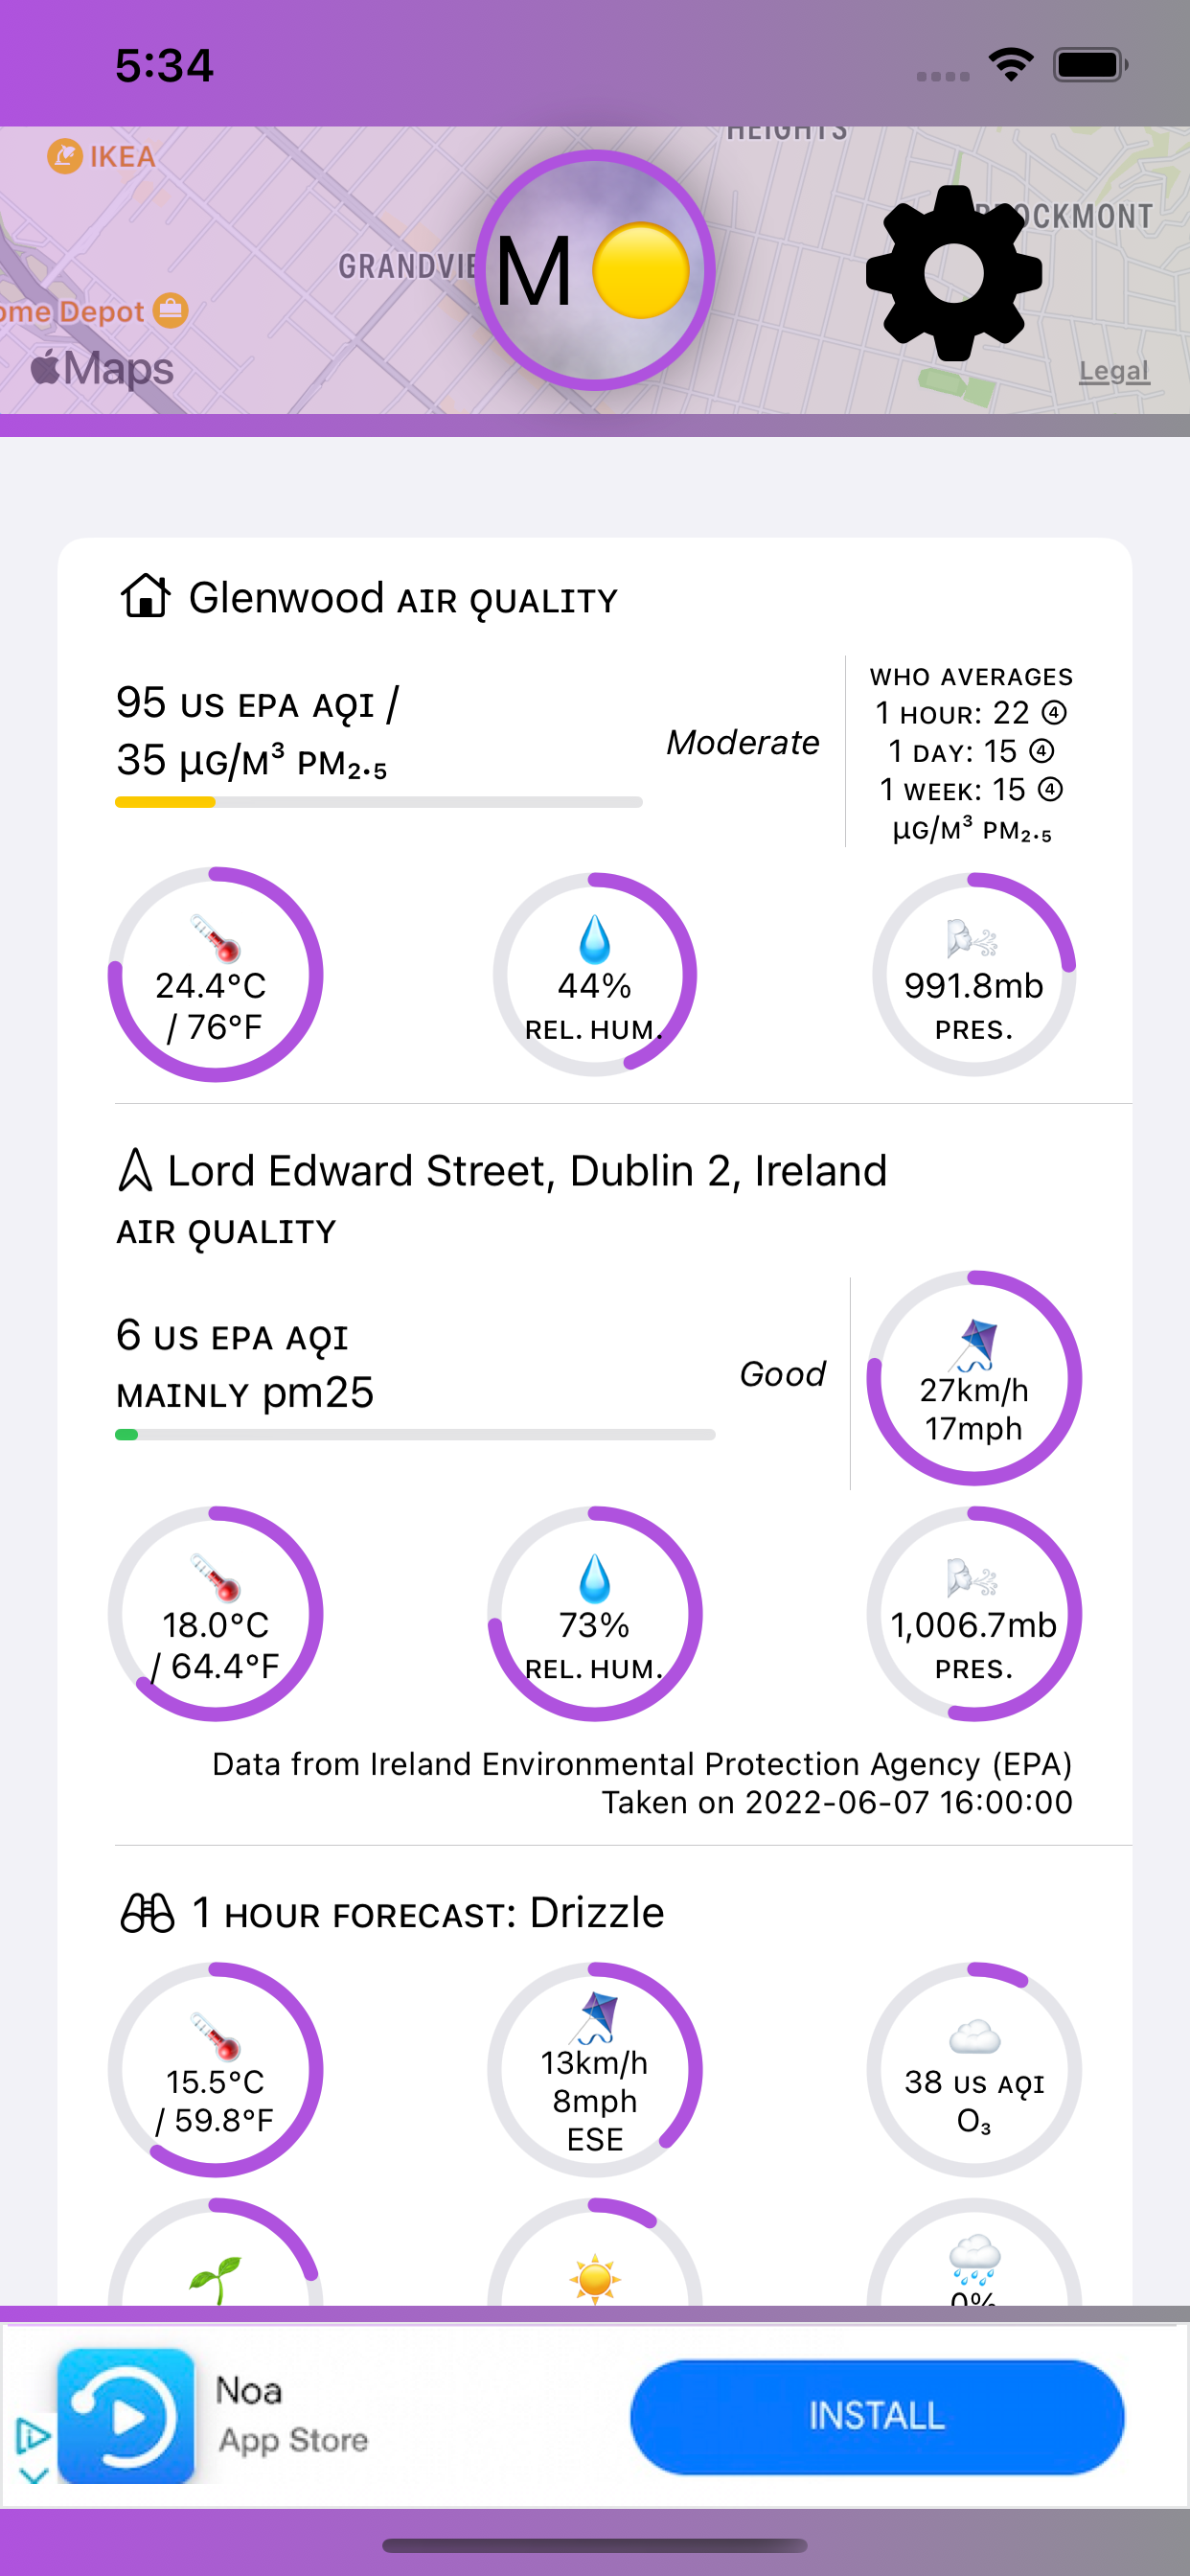 5:34
HEIGHTS
IKEA
BROCKMONT
GRANDVIE
M
ome Depot
Maps
Legal
Glenwood AIR QUALITY
95 US EPA AQI /
35 µG/M³ PM₂.₅
Moderate
WHO AVERAGES
1 HOUR: 22 ④
1 DAY: 15 ④
1 WEEK: 15 ④
µG/M³ PM₂.₅
24.4°C
/ 76°F
44%
REL. HUM.
991.8mb
PRES.
Lord Edward Street, Dublin 2, Ireland
AIR QUALITY
6 US EPA AQI
MAINLY pm25
Good
27km/h
17mph
18.0°C
/ 64.4°F
73%
REL. HUM.
1,006.7mb
PRES.
Data from Ireland Environmental Protection Agency (EPA)
Taken on 2022-06-07 16:00:00
1 HOUR FORECAST: Drizzle
15.5°C
/ 59.8°F
13km/h
8mph
ESE
38 US AQI
O₃
0%
Noa
App Store
INSTALL